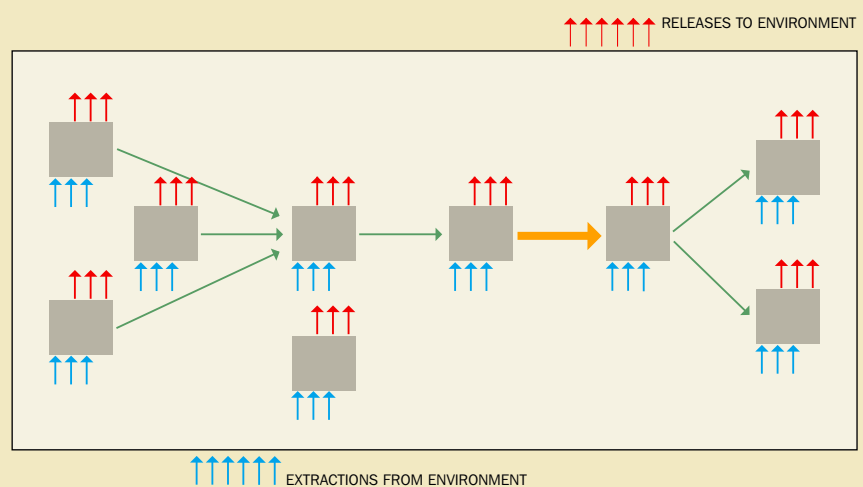 RELEASES TO ENVIRONMENT
EXTRACTIONS FROM ENVIRONMENT